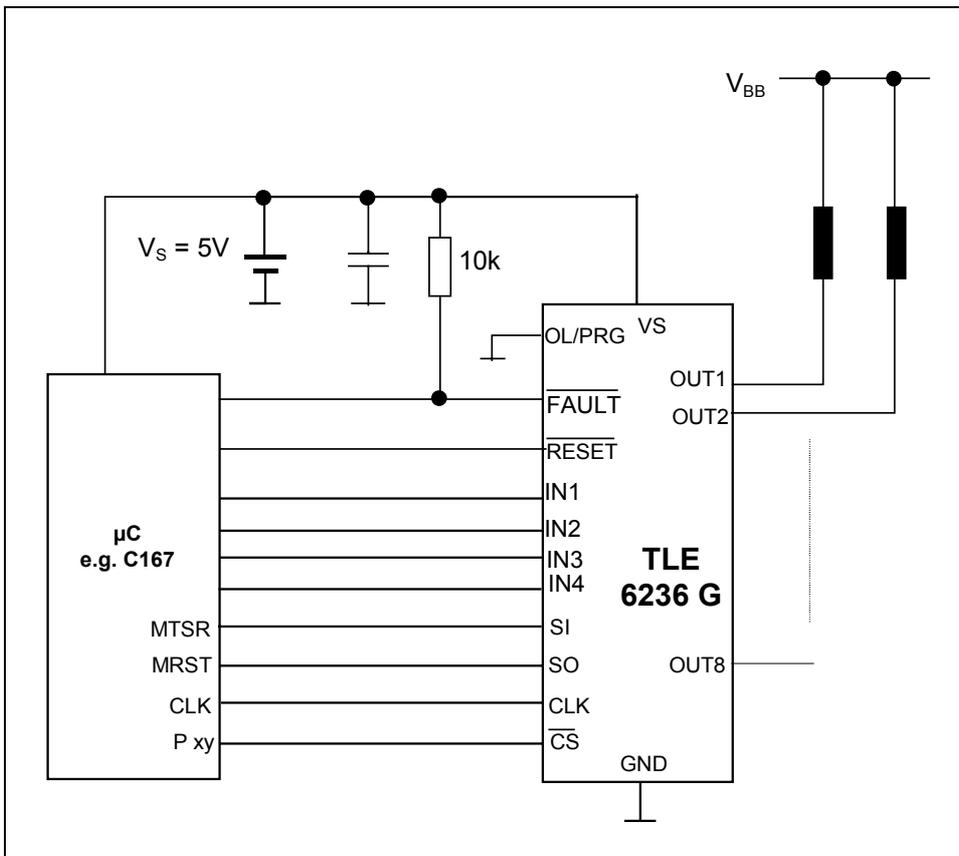 V_BB
V_S = 5V
10k
OL/PRG
VS
OUT1
FAULT
OUT2
RESET
IN1
IN2
µC
e.g. C167
IN3
TLE
IN4
6236 G
MTSR
SI
MRST
SO
OUT8
CLK
CLK
P xy
CS
GND